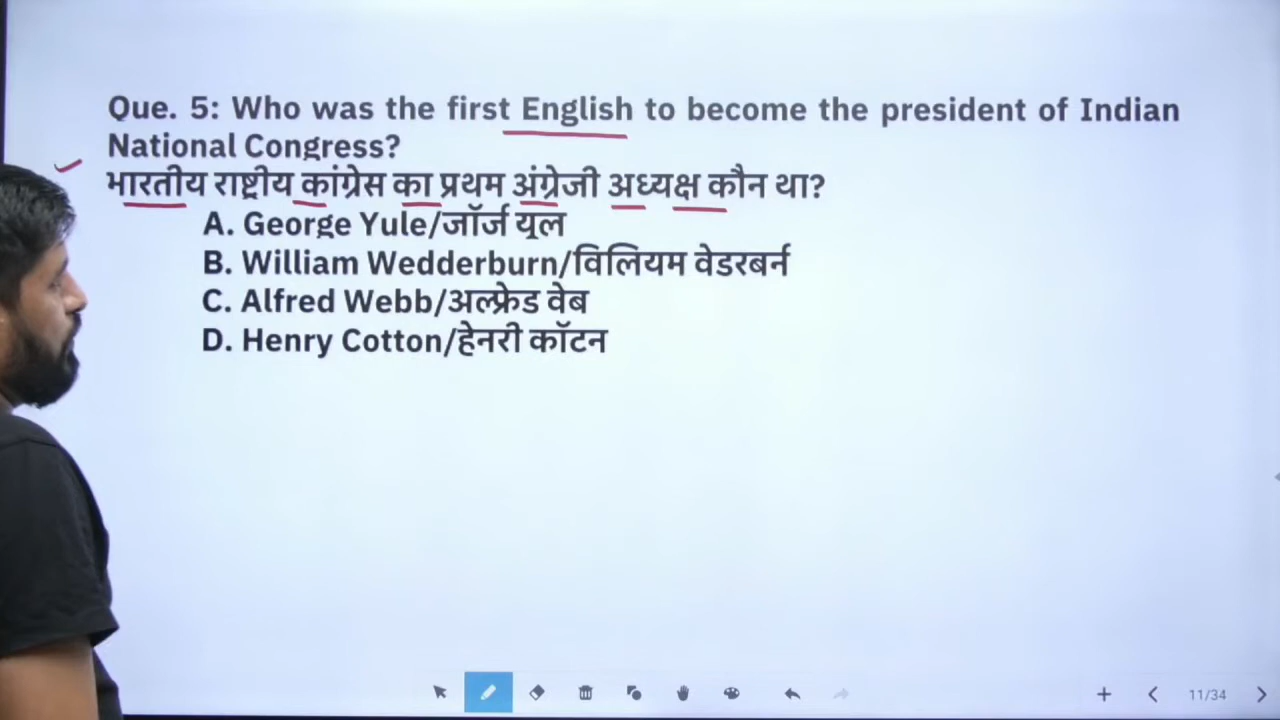 Que. 5: Who was the first English to become the president of Indian
National Congress?
भारतीय राष्ट्रीय कांग्रेस का प्रथम अंग्रेजी अध्यक्ष कौन था?
A. George Yule/जॉर्ज यूल
B. William Wedderburn/विलियम वेडरबर्न
C. Alfred Webb/अल्फ्रेड वेब
D. Henry Cotton/हेनरी कॉटन
11/34